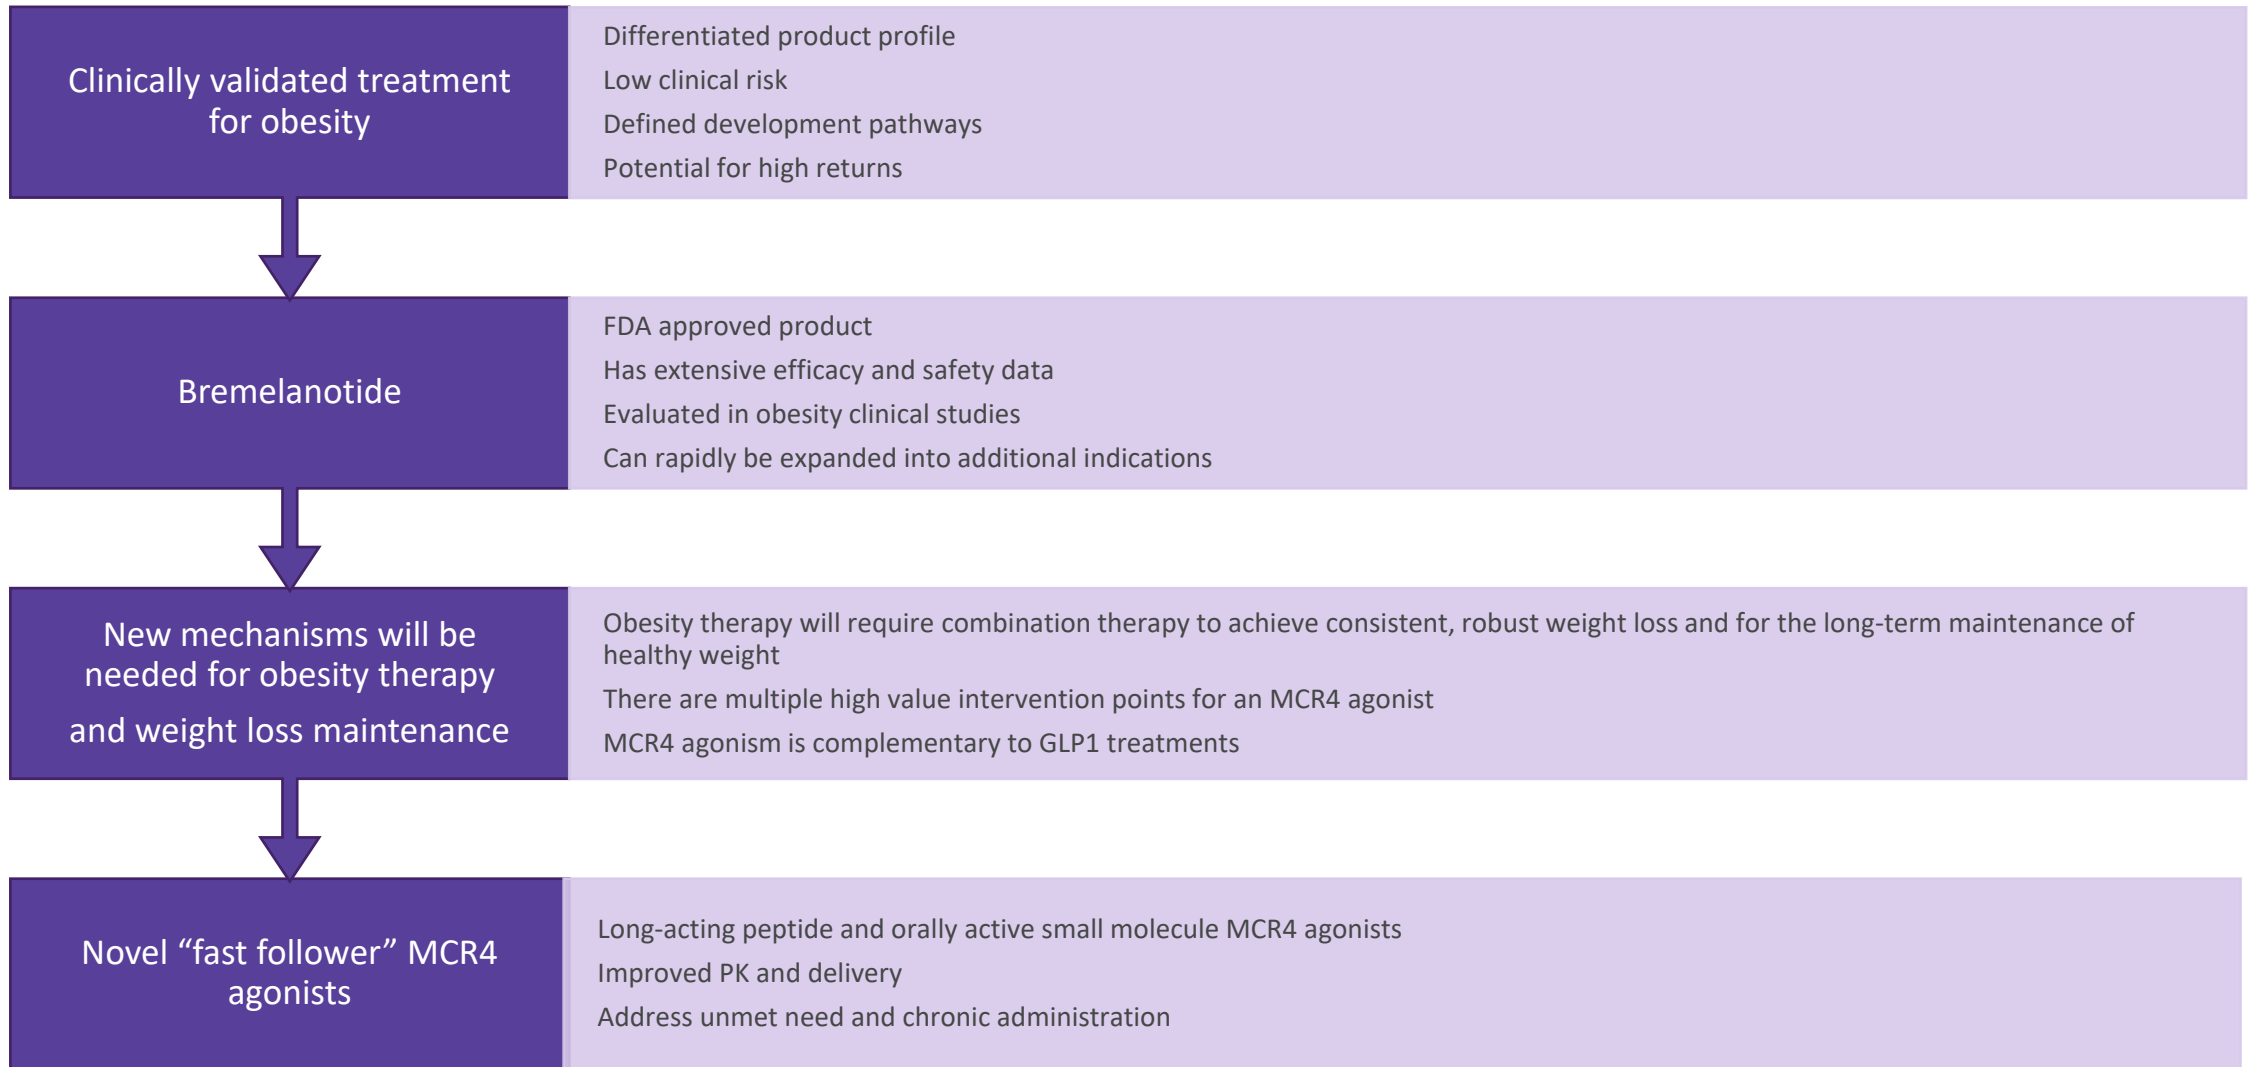 Clinically validated treatment
for obesity
Differentiated product profile
Low clinical risk
Defined development pathways
Potential for high returns
Bremelanotide
FDA approved product
Has extensive efficacy and safety data
Evaluated in obesity clinical studies
Can rapidly be expanded into additional indications
New mechanisms will be
needed for obesity therapy
and weight loss maintenance
Obesity therapy will require combination therapy to achieve consistent, robust weight loss and for the long-term maintenance of
healthy weight
There are multiple high value intervention points for an MCR4 agonist
MCR4 agonism is complementary to GLP1 treatments
Novel “fast follower” MCR4
agonists
Long-acting peptide and orally active small molecule MCR4 agonists
Improved PK and delivery
Address unmet need and chronic administration